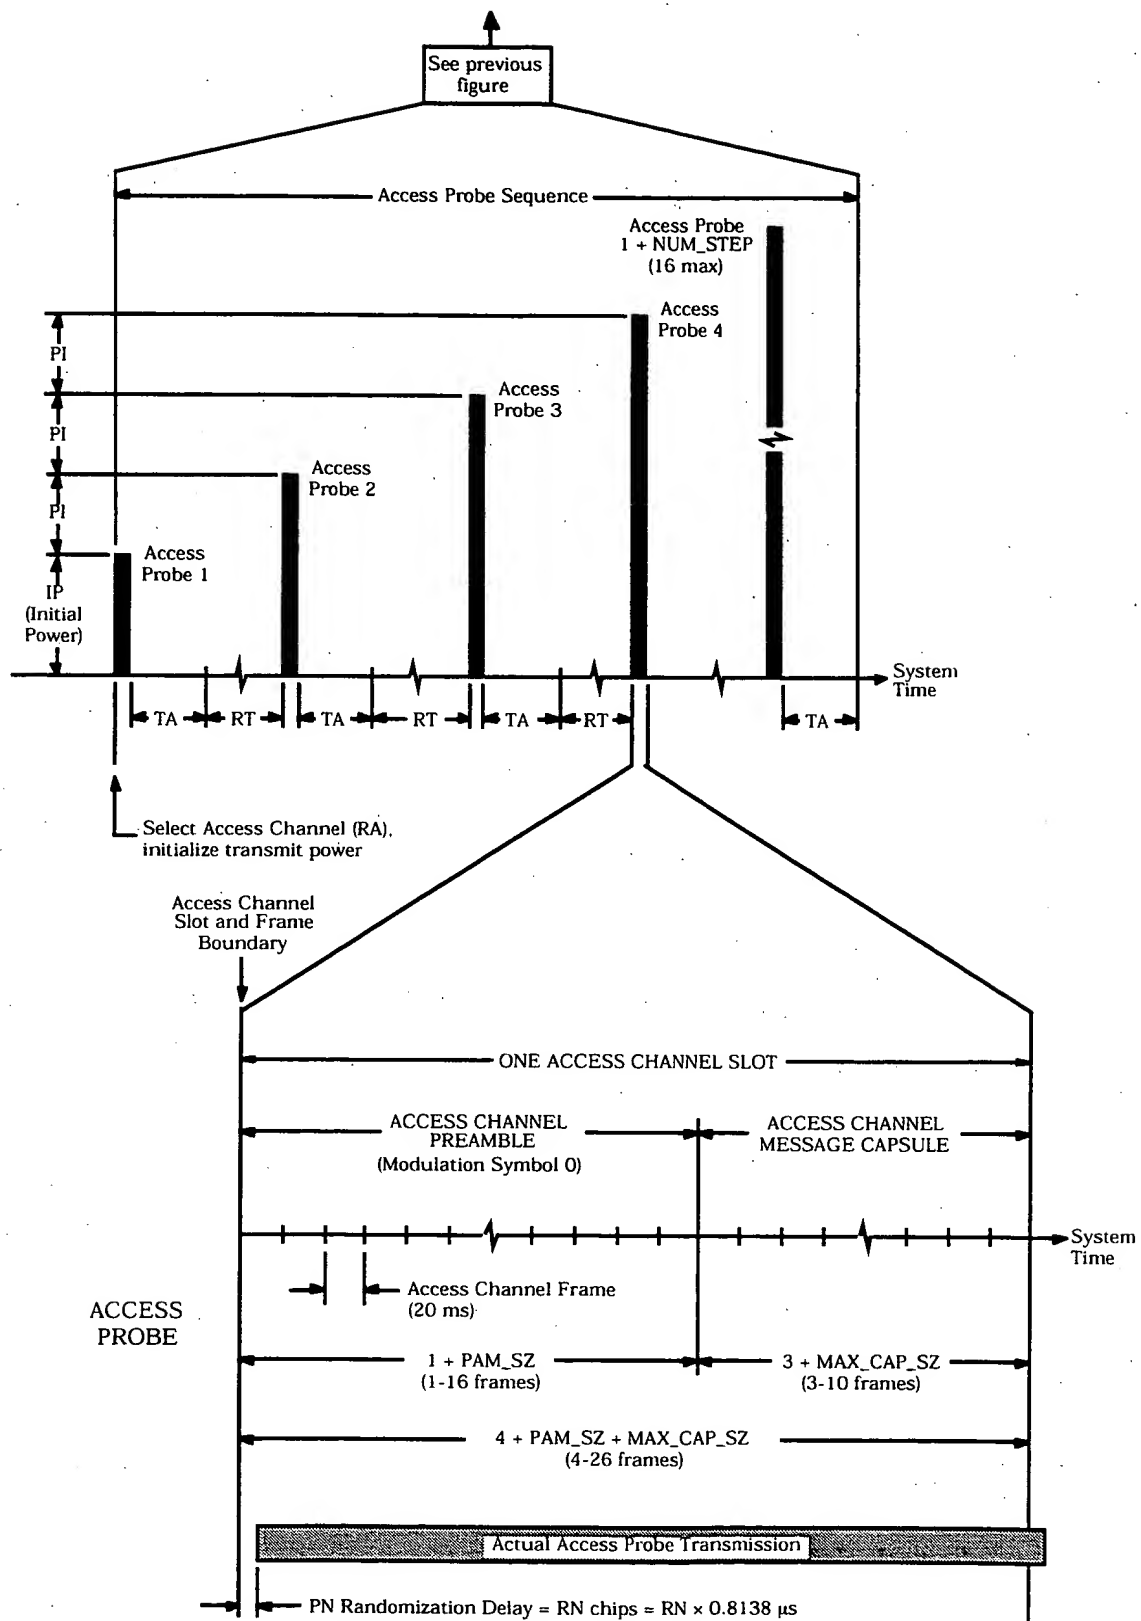 See previous
figure
Access Probe Sequence
Access Probe
1 + NUM_STEP
(16 max)
Access
Probe 4
PI
Access
Probe 3
PI
Access
Probe 2
PI
Access
Probe 1
IP
(Initial
Power)
System
Time
TA
RT
TA
RT
TA
RT
TA
Select Access Channel (RA),
initialize transmit power
Access Channel
Slot and Frame
Boundary
ONE ACCESS CHANNEL SLOT
ACCESS CHANNEL
PREAMBLE
(Modulation Symbol 0)
ACCESS CHANNEL
MESSAGE CAPSULE
System
Time
Access Channel Frame
(20 ms)
ACCESS
PROBE
1 + PAM_SZ
(1-16 frames)
3 + MAX_CAP_SZ
(3-10 frames)
4 + PAM_SZ + MAX_CAP_SZ
(4-26 frames)
Actual Access Probe Transmission
PN Randomization Delay = RN chips = RN × 0.8138 μs